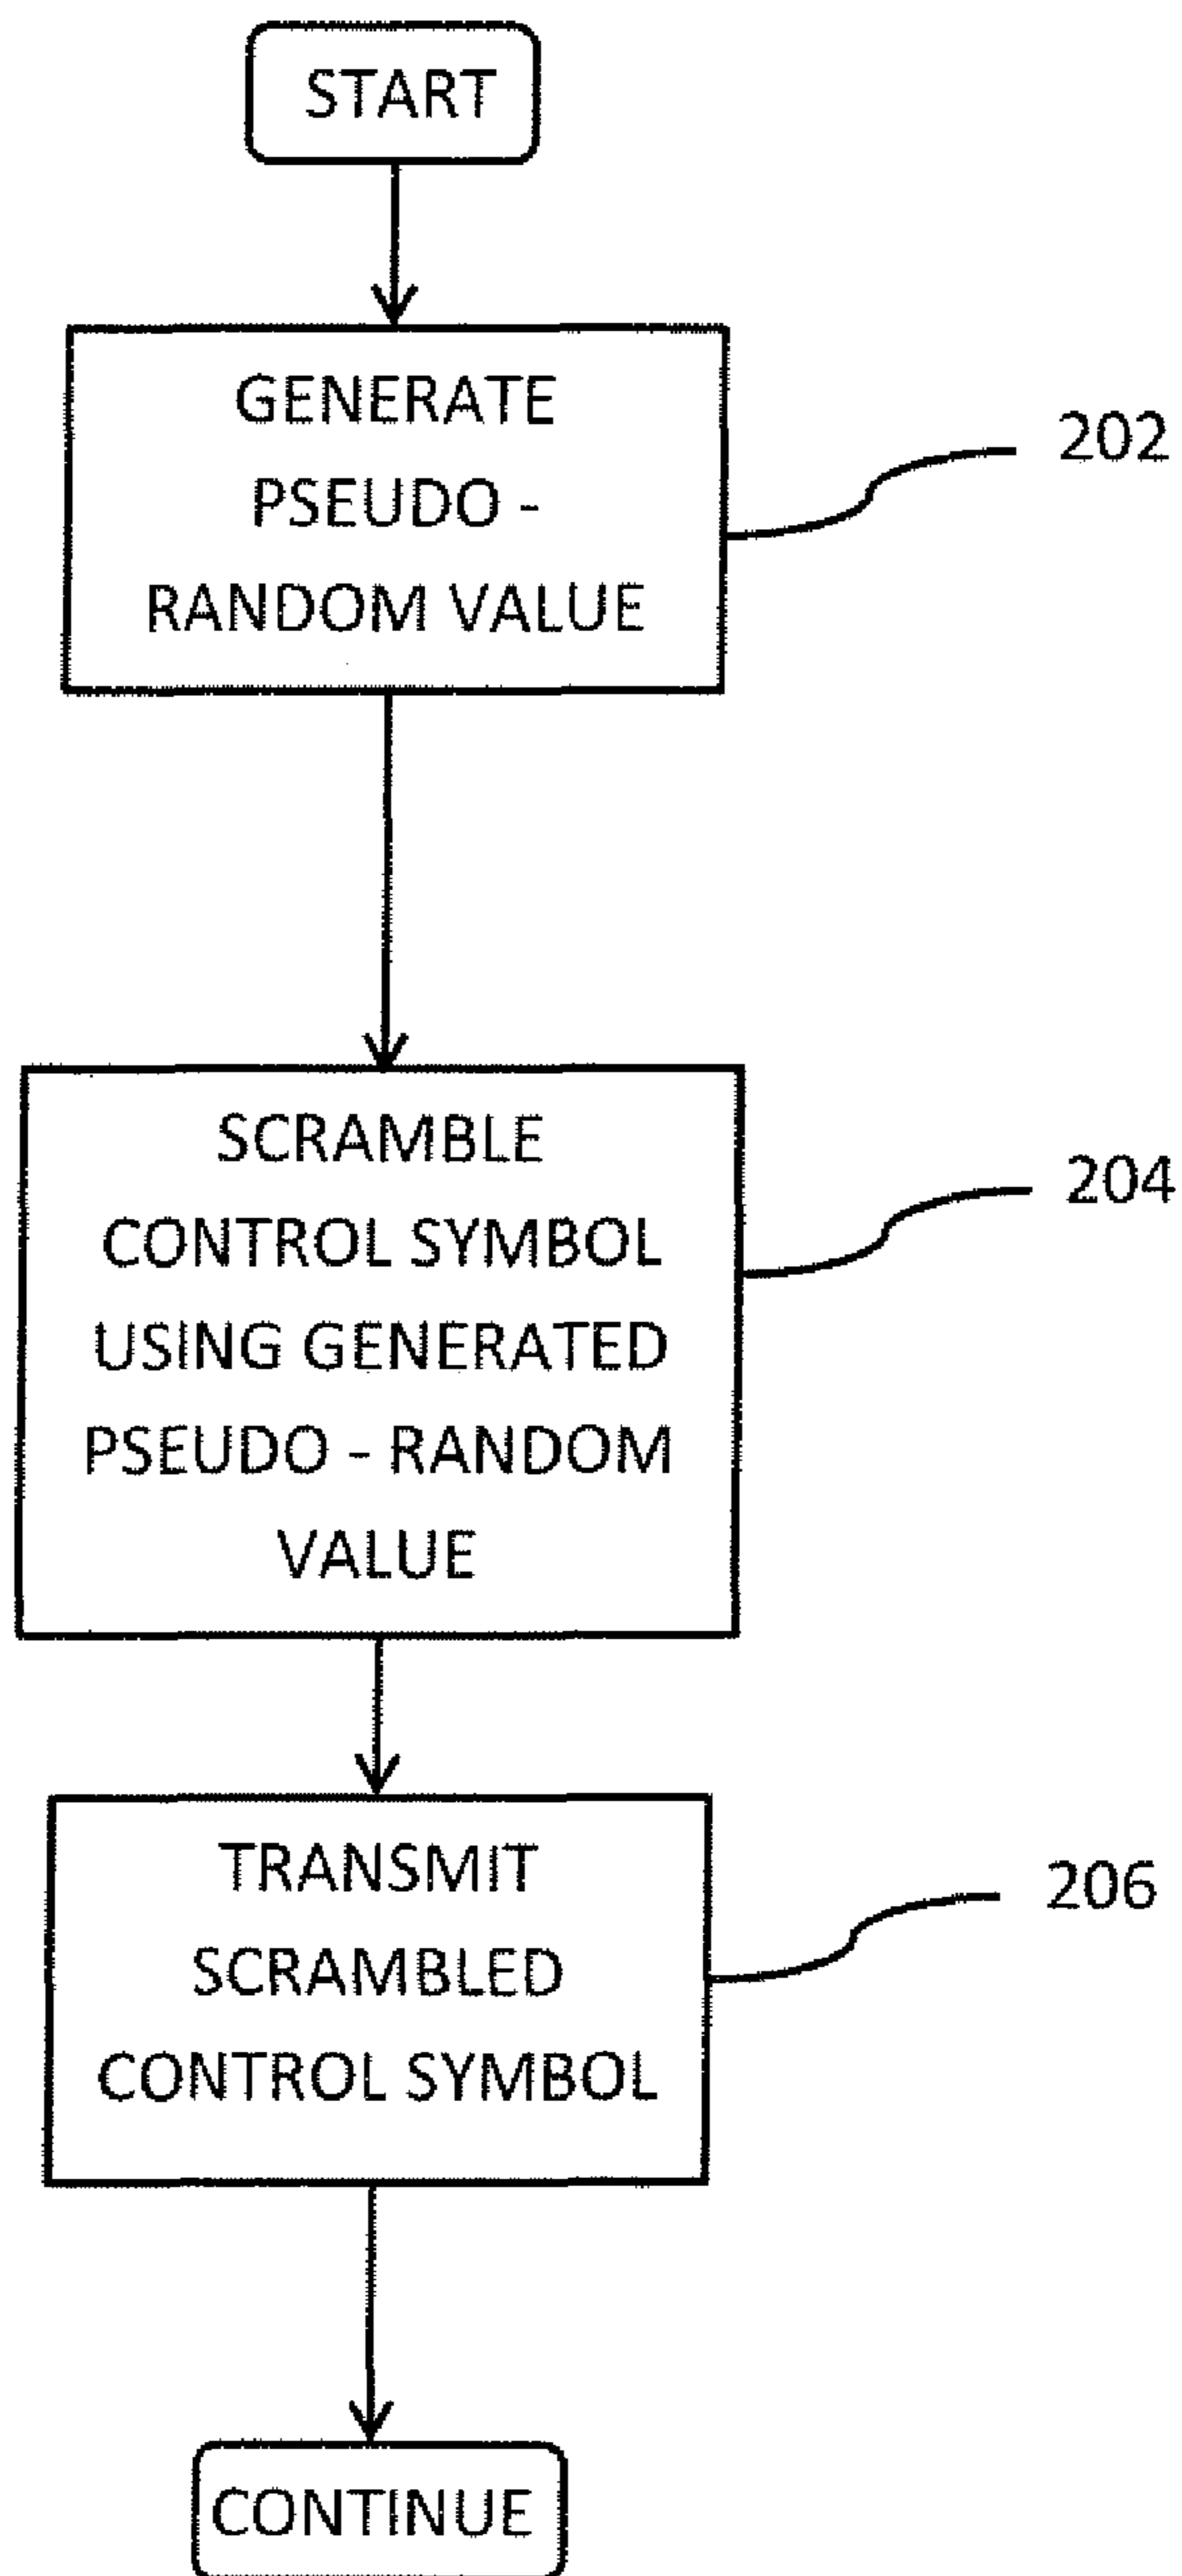 START
GENERATE
PSEUDO -
RANDOM VALUE
202
SCRAMBLE
CONTROL SYMBOL
USING GENERATED
PSEUDO - RANDOM
VALUE
204
TRANSMIT
SCRAMBLED
CONTROL SYMBOL
206
CONTINUE